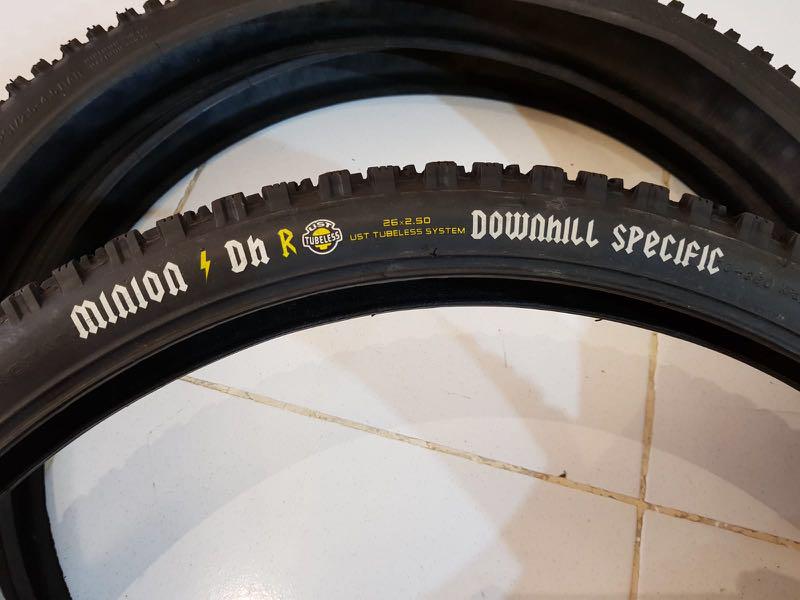 MINION DH R
UST
TUBELESS
26x2.50
UST TUBELESS SYSTEM
DOWNHILL SPECIFIC